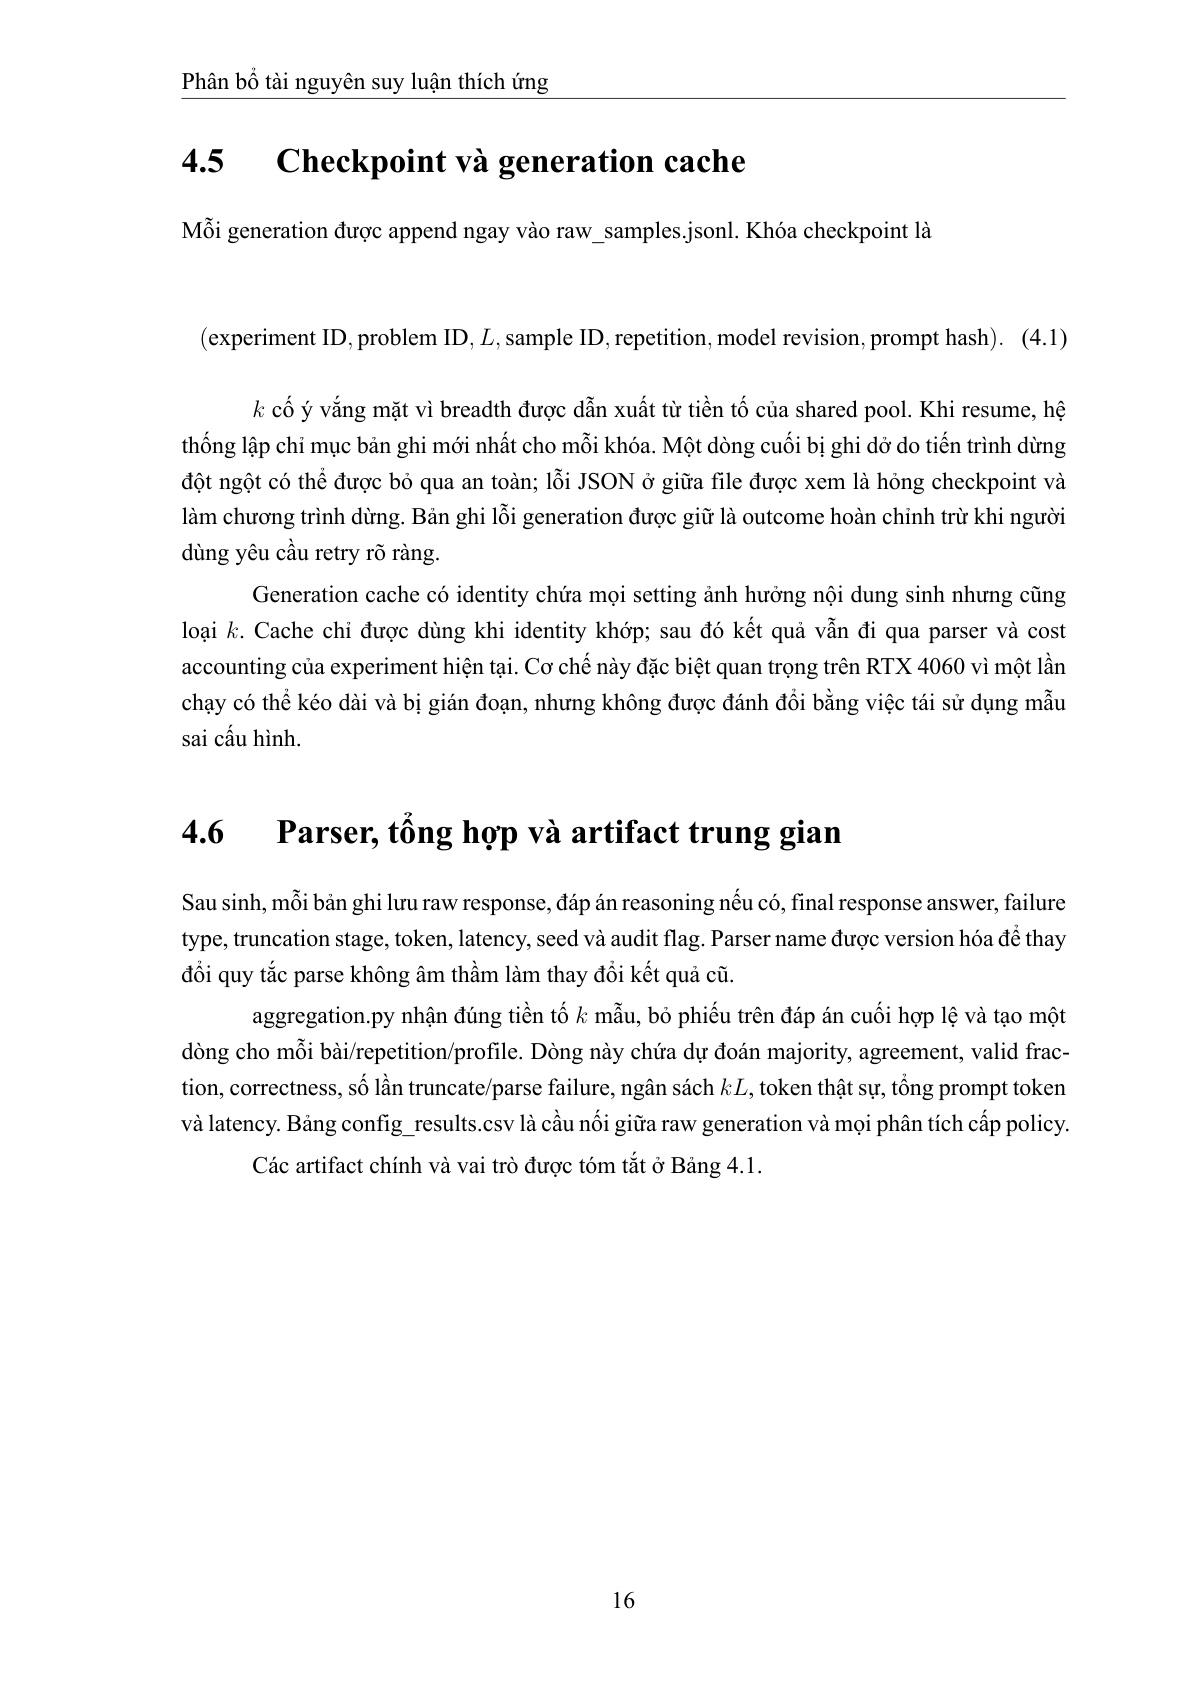 Phân bổ tài nguyên suy luận thích ứng
4.5 Checkpoint và generation cache
Mỗi generation được append ngay vào raw_samples.jsonl. Khóa checkpoint là
(experiment ID, problem ID, L, sample ID, repetition, model revision, prompt hash). (4.1)
k cố ý vắng mặt vì breadth được dẫn xuất từ tiền tố của shared pool. Khi resume, hệ
thống lập chỉ mục bản ghi mới nhất cho mỗi khóa. Một dòng cuối bị ghi dở do tiến trình dừng
đột ngột có thể được bỏ qua an toàn; lỗi JSON ở giữa file được xem là hỏng checkpoint và
làm chương trình dừng. Bản ghi lỗi generation được giữ là outcome hoàn chỉnh trừ khi người
dùng yêu cầu retry rõ ràng.
Generation cache có identity chứa mọi setting ảnh hưởng nội dung sinh nhưng cũng
loại k. Cache chỉ được dùng khi identity khớp; sau đó kết quả vẫn đi qua parser và cost
accounting của experiment hiện tại. Cơ chế này đặc biệt quan trọng trên RTX 4060 vì một lần
chạy có thể kéo dài và bị gián đoạn, nhưng không được đánh đổi bằng việc tái sử dụng mẫu
sai cấu hình.
4.6 Parser, tổng hợp và artifact trung gian
Sau sinh, mỗi bản ghi lưu raw response, đáp án reasoning nếu có, final response answer, failure
type, truncation stage, token, latency, seed và audit flag. Parser name được version hóa để thay
đổi quy tắc parse không âm thầm làm thay đổi kết quả cũ.
aggregation.py nhận đúng tiền tố k mẫu, bỏ phiếu trên đáp án cuối hợp lệ và tạo một
dòng cho mỗi bài/repetition/profile. Dòng này chứa dự đoán majority, agreement, valid frac-
tion, correctness, số lần truncate/parse failure, ngân sách kL, token thật sự, tổng prompt token
và latency. Bảng config_results.csv là cầu nối giữa raw generation và mọi phân tích cấp policy.
Các artifact chính và vai trò được tóm tắt ở Bảng 4.1.
16